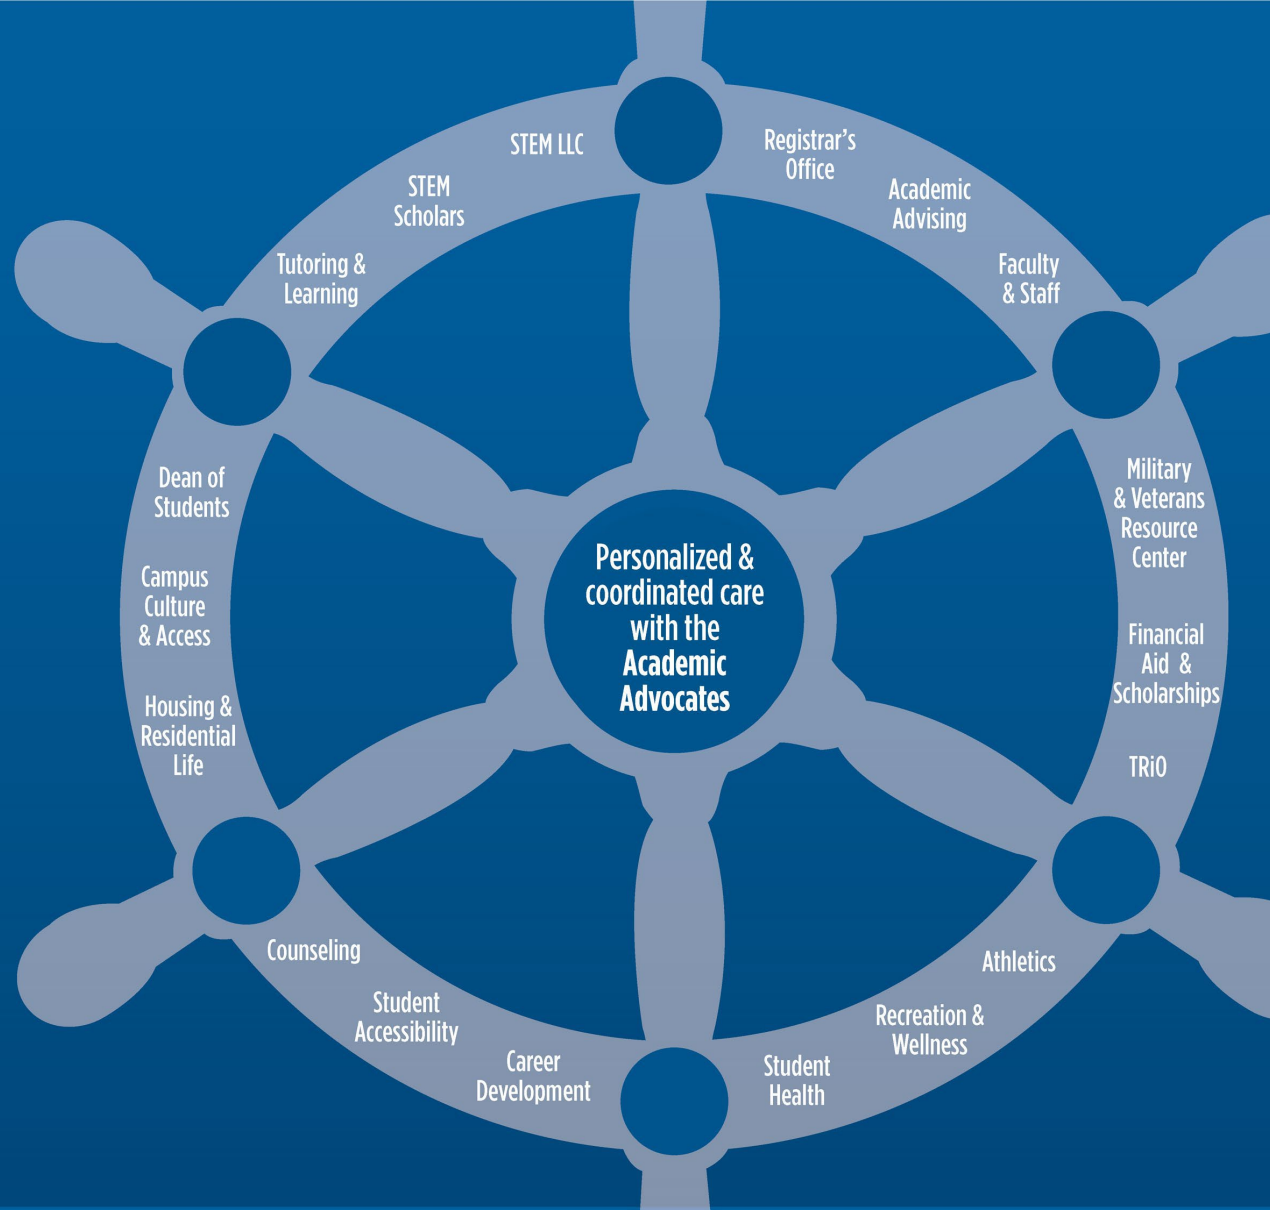 STEM LLC
STEM
Scholars
Tutoring &
Learning
Registrar's
Office
Academic
Advising
Faculty
& Staff
Dean of
Students
Campus
Culture
& Access
Housing &
Residential
Life
Personalized &
coordinated care
with the
Academic
Advocates
Military
& Veterans
Resource
Center
Financial
Aid &
Scholarships
TRiO
Counseling
Student
Accessibility
Career
Development
Student
Health
Recreation &
Wellness
Athletics